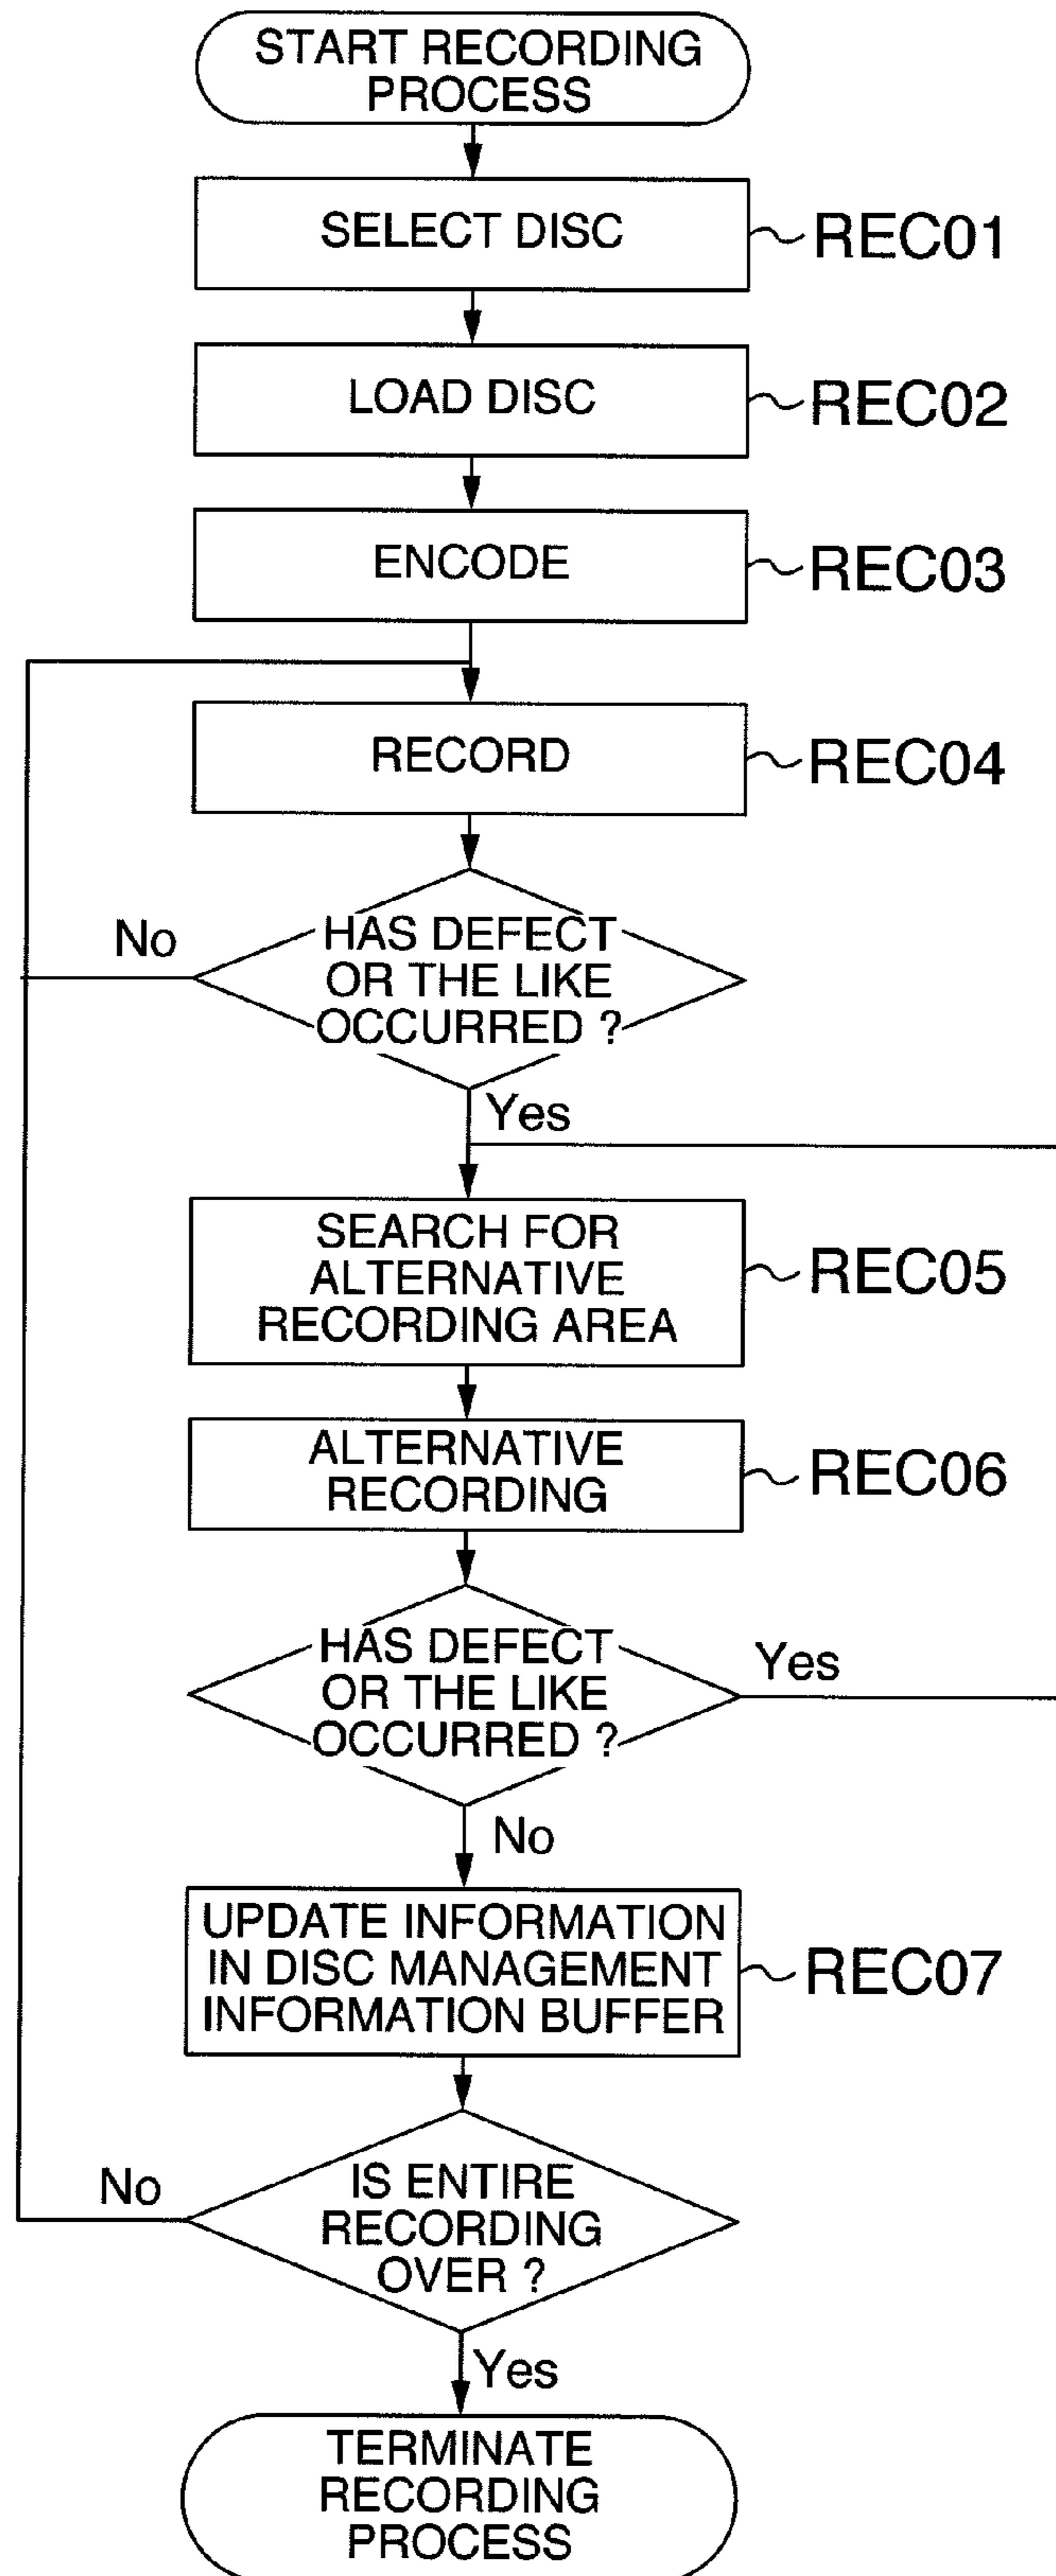 START RECORDING
PROCESS
SELECT DISC
REC01
LOAD DISC
REC02
ENCODE
REC03
RECORD
REC04
No
HAS DEFECT
OR THE LIKE
OCCURRED ?
Yes
SEARCH FOR
ALTERNATIVE
RECORDING AREA
REC05
ALTERNATIVE
RECORDING
REC06
HAS DEFECT
OR THE LIKE
OCCURRED ?
Yes
No
UPDATE INFORMATION
IN DISC MANAGEMENT
INFORMATION BUFFER
REC07
No
IS ENTIRE
RECORDING
OVER ?
Yes
TERMINATE
RECORDING
PROCESS